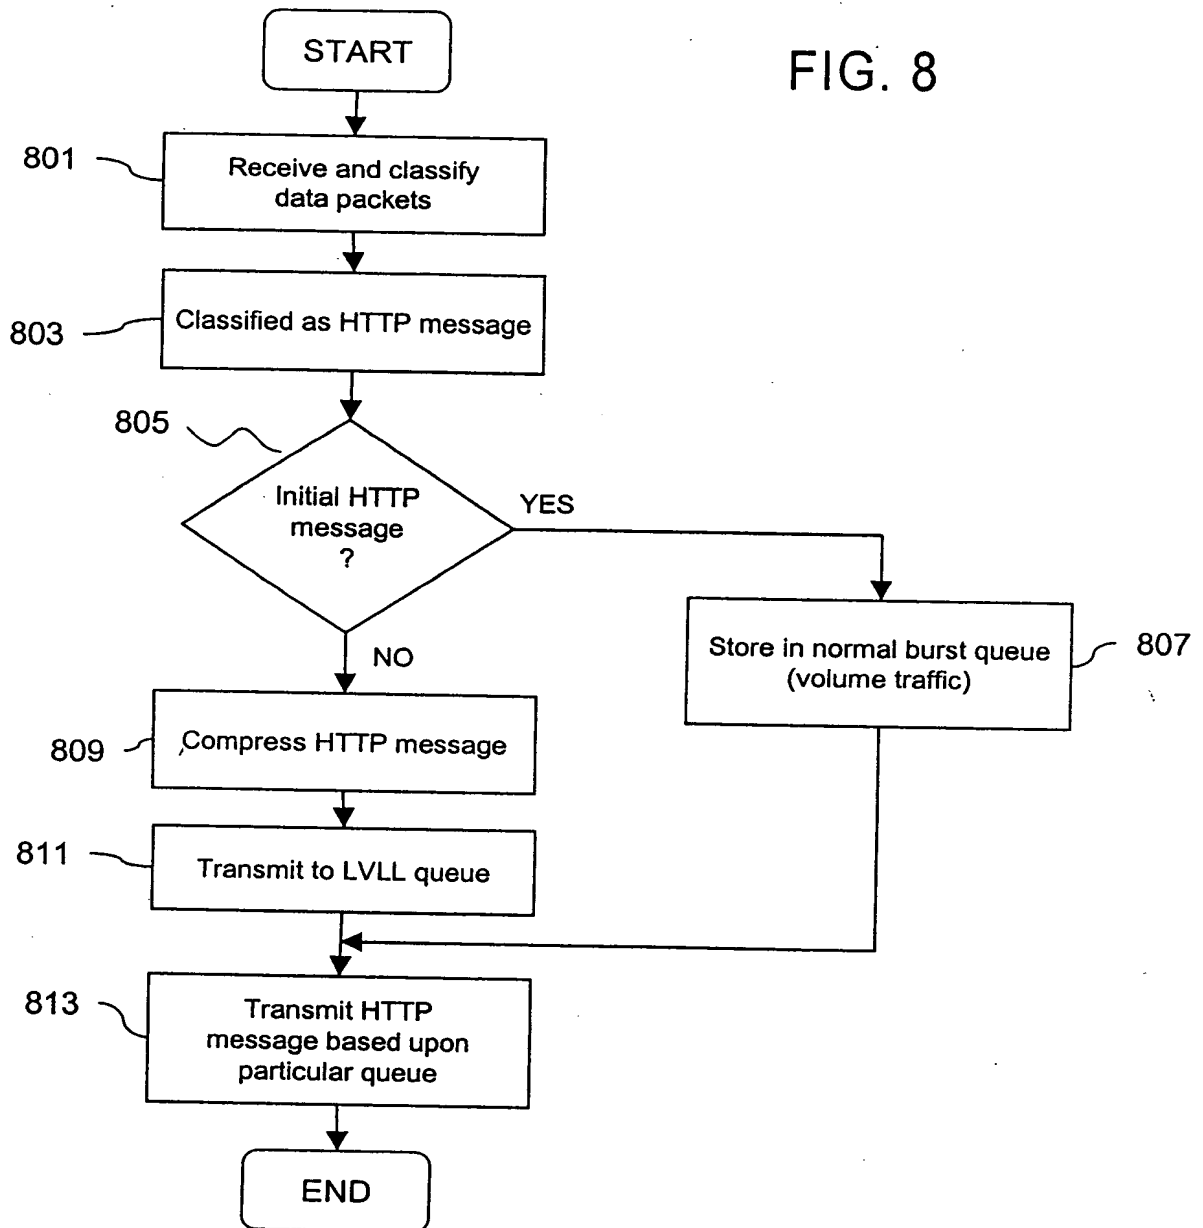 START
FIG. 8
801
Receive and classify
data packets
803
Classified as HTTP message
805
Initial HTTP
message
?
YES
NO
Store in normal burst queue
(volume traffic)
807
809
Compress HTTP message
811
Transmit to LVLL queue
813
Transmit HTTP
message based upon
particular queue
END